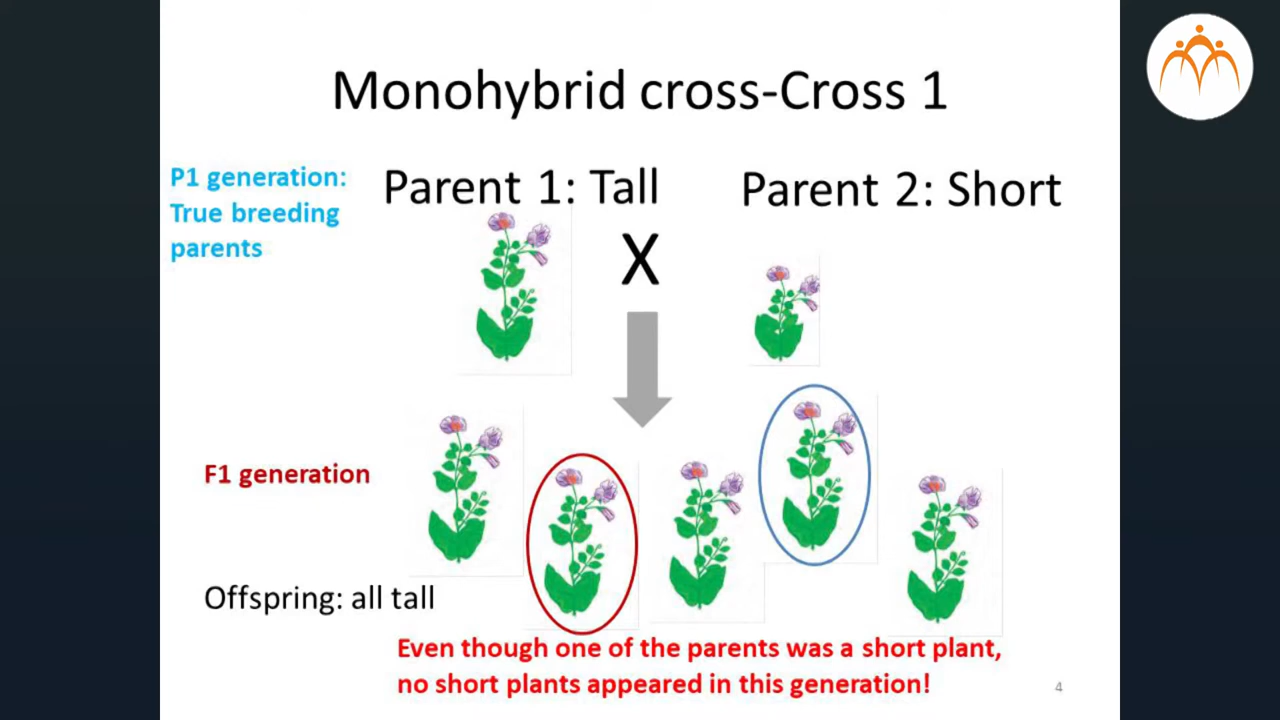 Monohybrid cross-Cross 1
P1 generation:
True breeding
parents
Parent 1: Tall
Parent 2: Short
X
F1 generation
Offspring: all tall
Even though one of the parents was a short plant,
no short plants appeared in this generation!
4